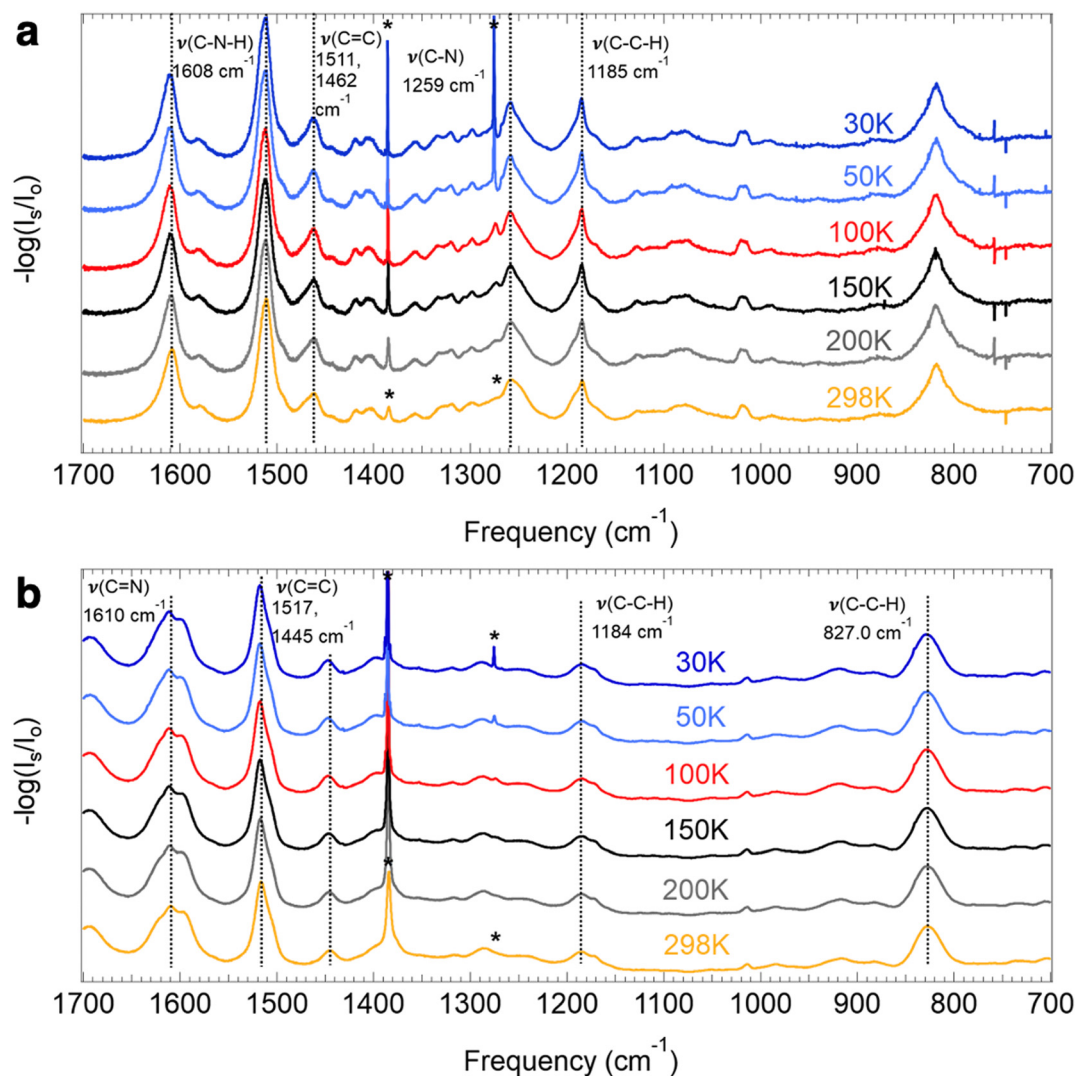 a
* *
ν(C-N-H)
1608 cm⁻¹
ν(C=C)
1511,
1462
cm⁻¹
ν(C-N)
1259 cm⁻¹
ν(C-C-H)
1185 cm⁻¹
30K
50K
100K
150K
200K
298K
* *
-log(Iₛ/Iₒ)
1700 1600 1500 1400 1300 1200 1100 1000 900 800 700
Frequency (cm⁻¹)
b
ν(C=N)
1610 cm⁻¹
ν(C=C)
1517,
1445 cm⁻¹
*
*
ν(C-C-H)
1184 cm⁻¹
ν(C-C-H)
827.0 cm⁻¹
30K
50K
100K
150K
200K
298K
*
*
-log(Iₛ/Iₒ)
1700 1600 1500 1400 1300 1200 1100 1000 900 800 700
Frequency (cm⁻¹)